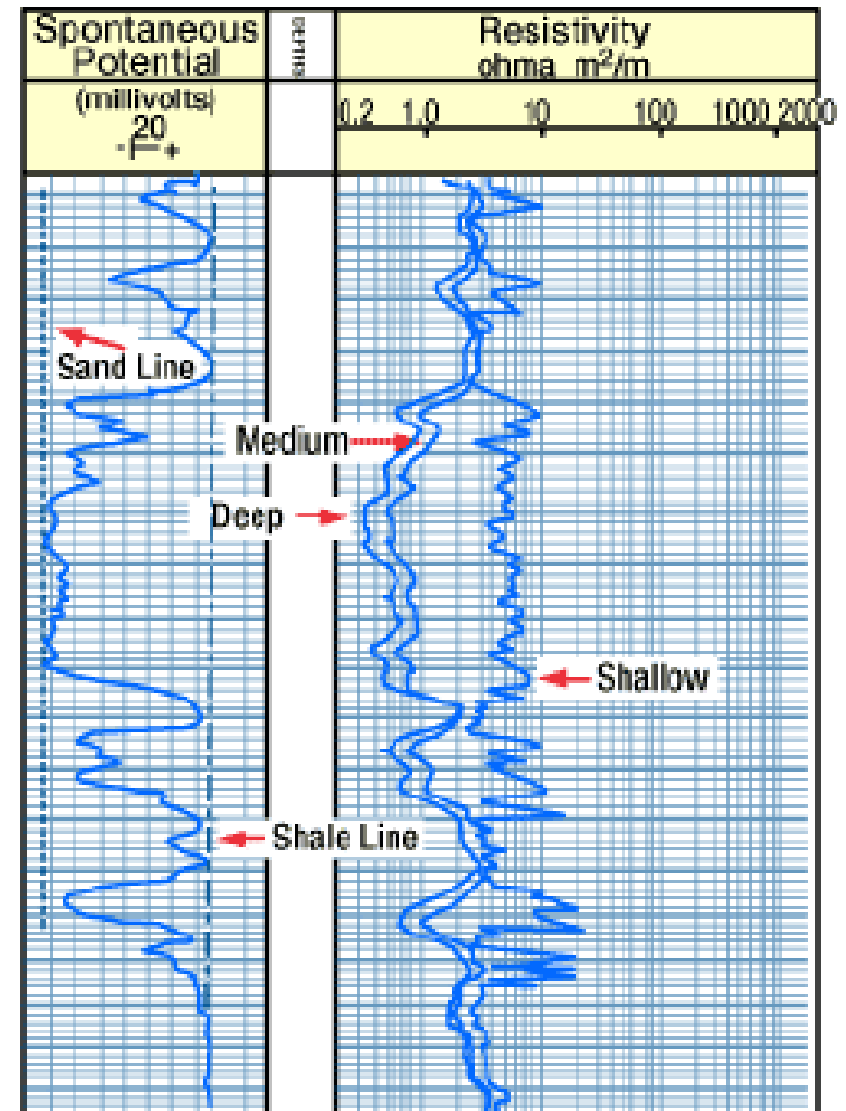 Spontaneous
Potential
Resistivity
ohma m²/m
(millivolts)
20
- +
0.2 1.0 10 100 1000 2000
Sand Line
Medium
Deep
Shallow
Shale Line